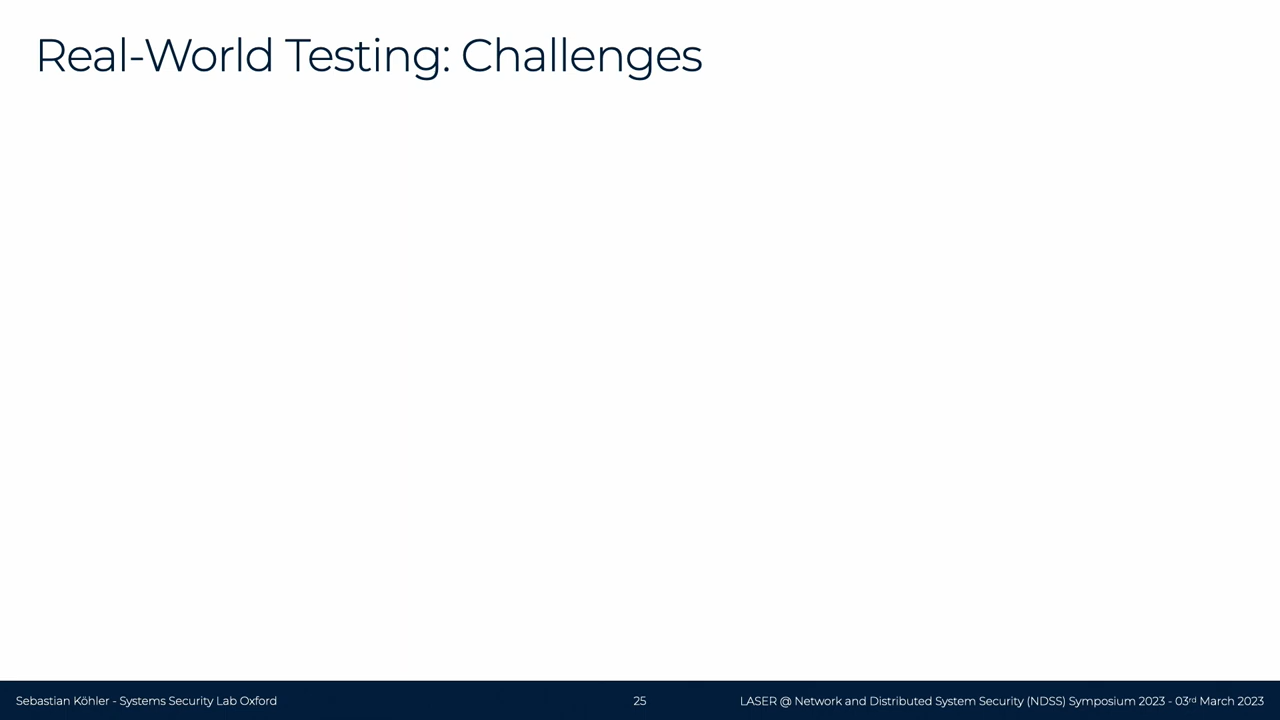 Real-World Testing: Challenges
Sebastian Köhler - Systems Security Lab Oxford
25
LASER @ Network and Distributed System Security (NDSS) Symposium 2023 - 03rd March 2023